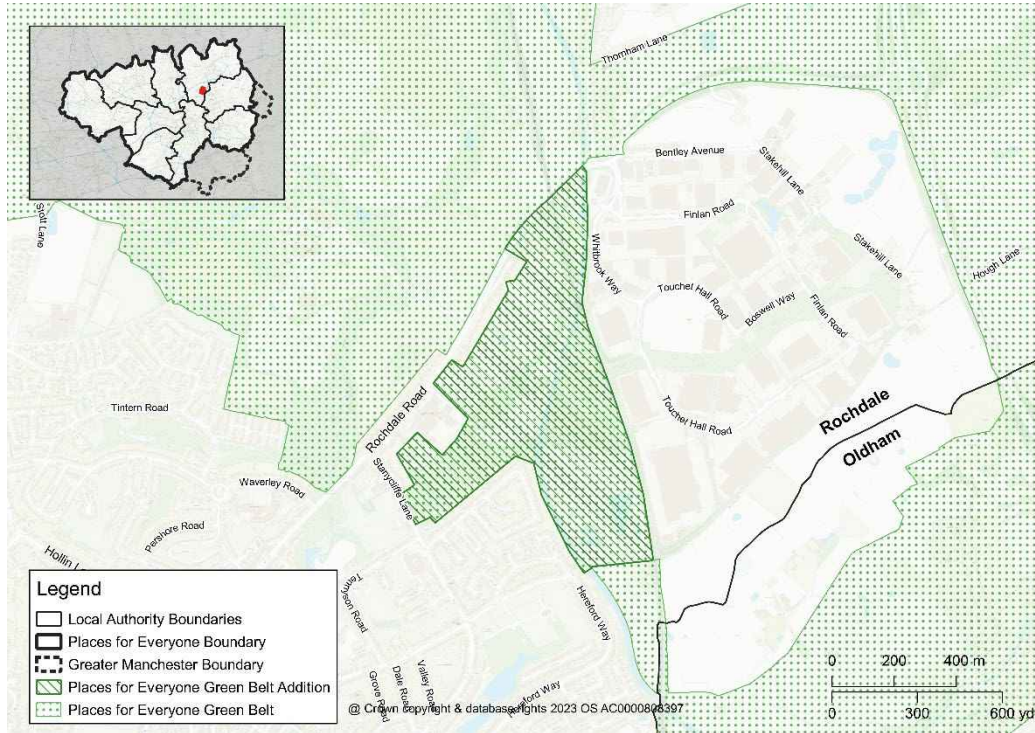 Thornham Lane
Stott Lane
Bentley Avenue
Stakehill Lane
Finlan Road
Whitbrook Way
Stakehill Lane
Hough Lane
Touchet Hall Road
Boswell Way
Finlan Road
Rochdale Road
Tintern Road
Touchet Hall Road
Rochdale
Oldham
Stanycliffe Lane
Waverley Road
Pershore Road
Hollin L
Tennyson Road
Hereford Way
Valley Road
Dale Road
Grove Road
Hereford Way
Legend
Local Authority Boundaries
Places for Everyone Boundary
Greater Manchester Boundary
Places for Everyone Green Belt Addition
Places for Everyone Green Belt
0 200 400 m
0 300 600 yd
@ Crown copyright & database rights 2023 OS AC0000808397